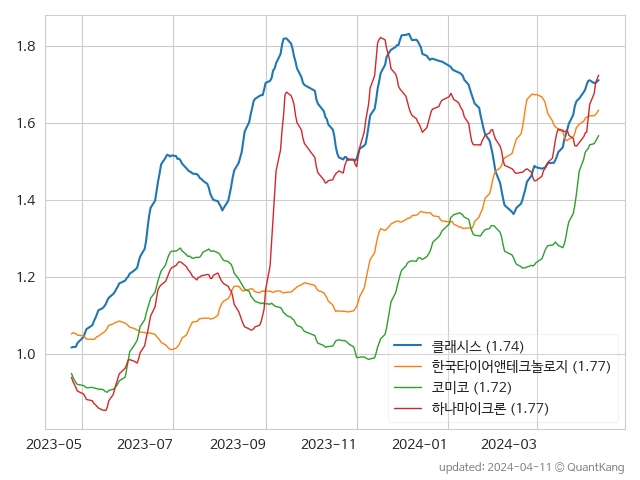 1.8
1.6
1.4
1.2
1.0
클래시스 (1.74)
한국타이어앤테크놀로지 (1.77)
코미코 (1.72)
하나마이크론 (1.77)
2023-05 2023-07 2023-09 2023-11 2024-01 2024-03
updated: 2024-04-11 © QuantKang